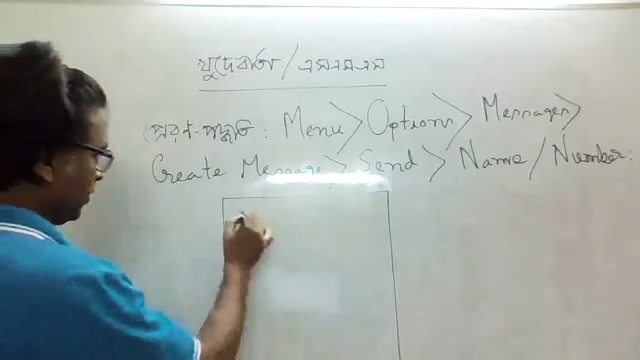 খুদেবার্তা / এসএমএস
প্রেরণ-পদ্ধতি : Menu > Options > Messages >
Create Message > Send > Name / Number :